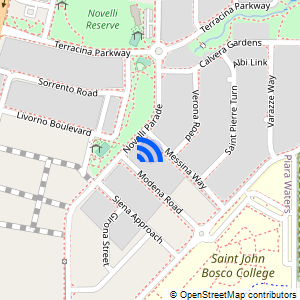 Novelli
Reserve
Terracina Parkway
Terracina Parkway
Calvera Gardens
Albi Link
Sorrento Road
Verona Road
Saint Pierre Turn
Varazze Way
Livorno Boulevard
Novelli Parade
Messina Way
Piara Waters
Modena Road
Siena Approach
Girona Street
Saint John
Bosco College
© OpenStreetMap contributors